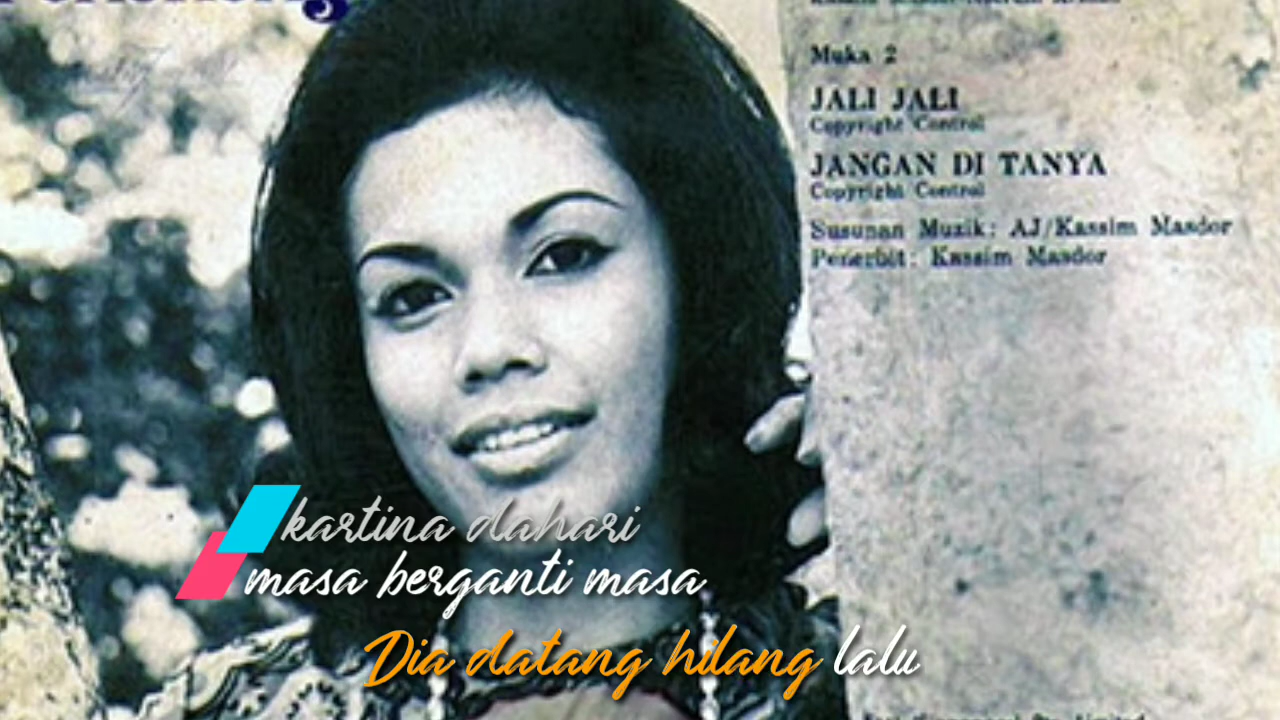 Muka 2
JALI JALI
Copyright Control
JANGAN DI TANYA
Copyright Control
Susunan Muzik: AJ/Kassim Masdor
Penerbit: Kassim Masdor
kartina dahari
masa berganti masa
Dia datang hilang lalu